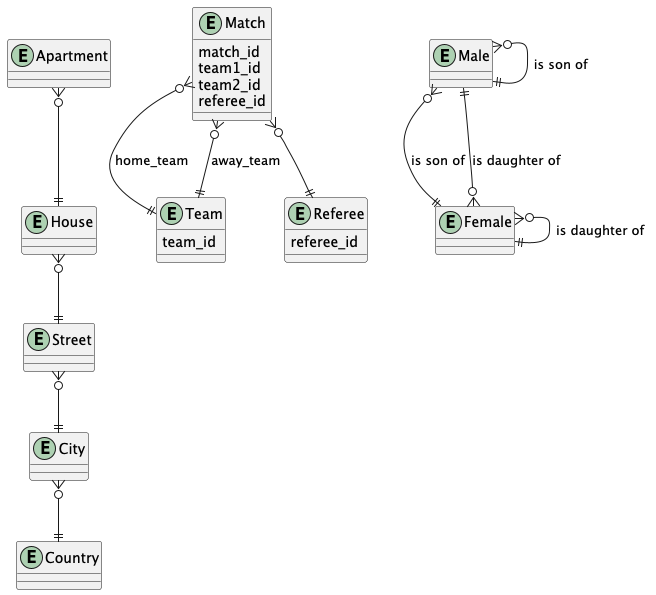 E Match
match_id
team1_id
team2_id
referee_id
E Apartment
E Male
is son of
home_team
away_team
is son of
is daughter of
E House
E Team
team_id
E Referee
referee_id
E Female
is daughter of
E Street
E City
E Country